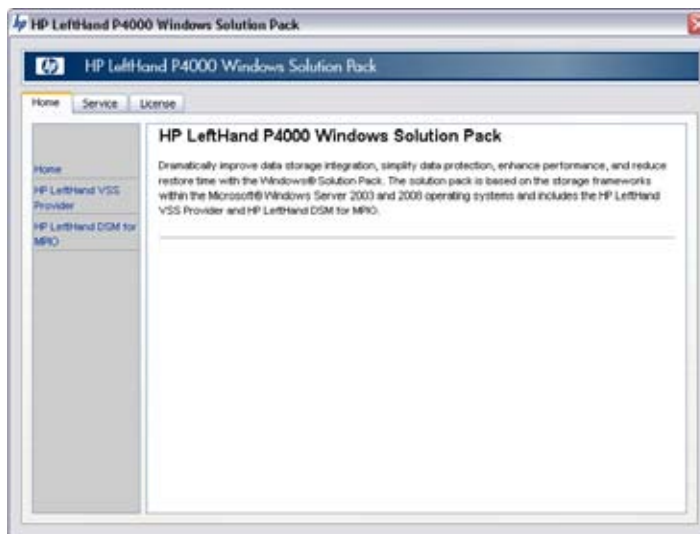 HP LeftHand P4000 Windows Solution Pack
hp HP LeftHand P4000 Windows Solution Pack
Home Service License
Home
HP LeftHand VSS
Provider
HP LeftHand DSM for
MPIO
HP LeftHand P4000 Windows Solution Pack
Dramatically improve data storage integration, simplify data protection, enhance performance, and reduce
restore time with the Windows® Solution Pack. The solution pack is based on the storage frameworks
within the Microsoft® Windows Server 2003 and 2008 operating systems and includes the HP LeftHand
VSS Provider and HP LeftHand DSM for MPIO.